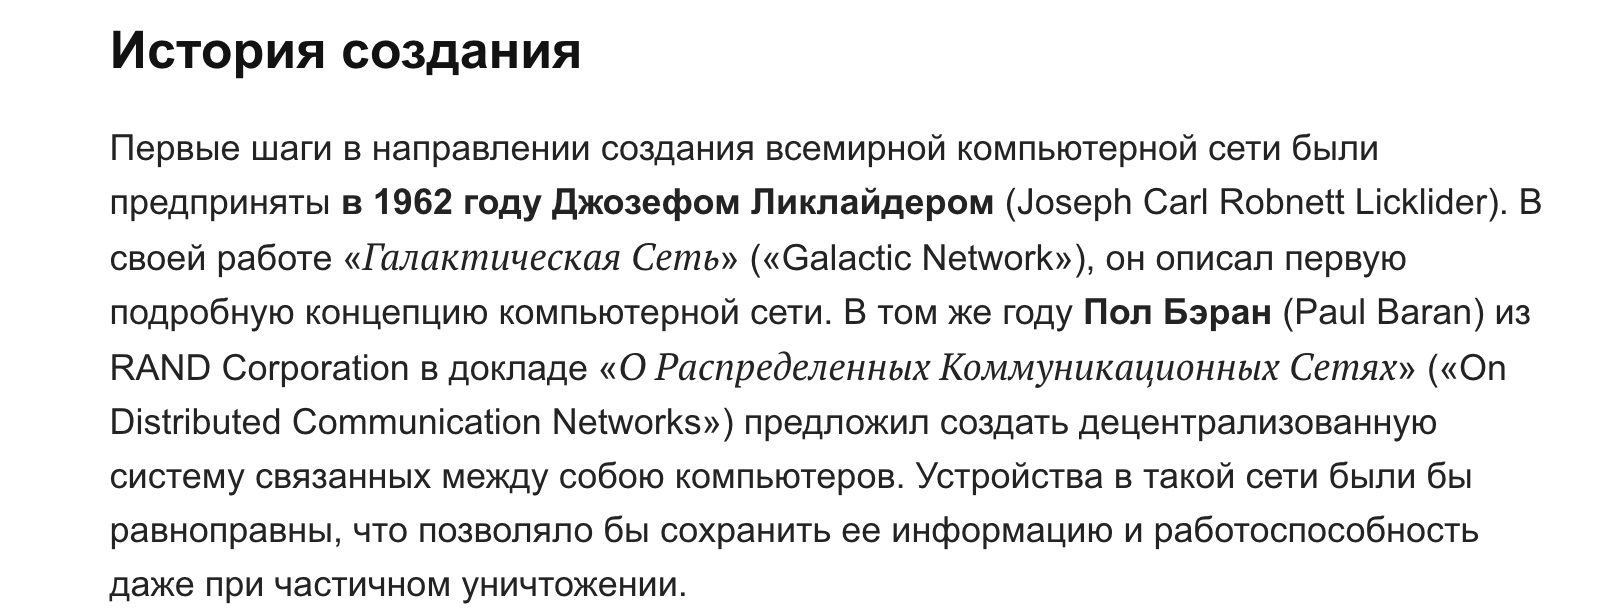 История создания
Первые шаги в направлении создания всемирной компьютерной сети были
предприняты в 1962 году Джозефом Ликлайдером (Joseph Carl Robnett Licklider). В
своей работе «Галактическая Сеть» («Galactic Network»), он описал первую
подробную концепцию компьютерной сети. В том же году Пол Бэран (Paul Baran) из
RAND Corporation в докладе «О Распределенных Коммуникационных Сетях» («On
Distributed Communication Networks») предложил создать децентрализованную
систему связанных между собою компьютеров. Устройства в такой сети были бы
равноправны, что позволяло бы сохранить ее информацию и работоспособность
даже при частичном уничтожении.